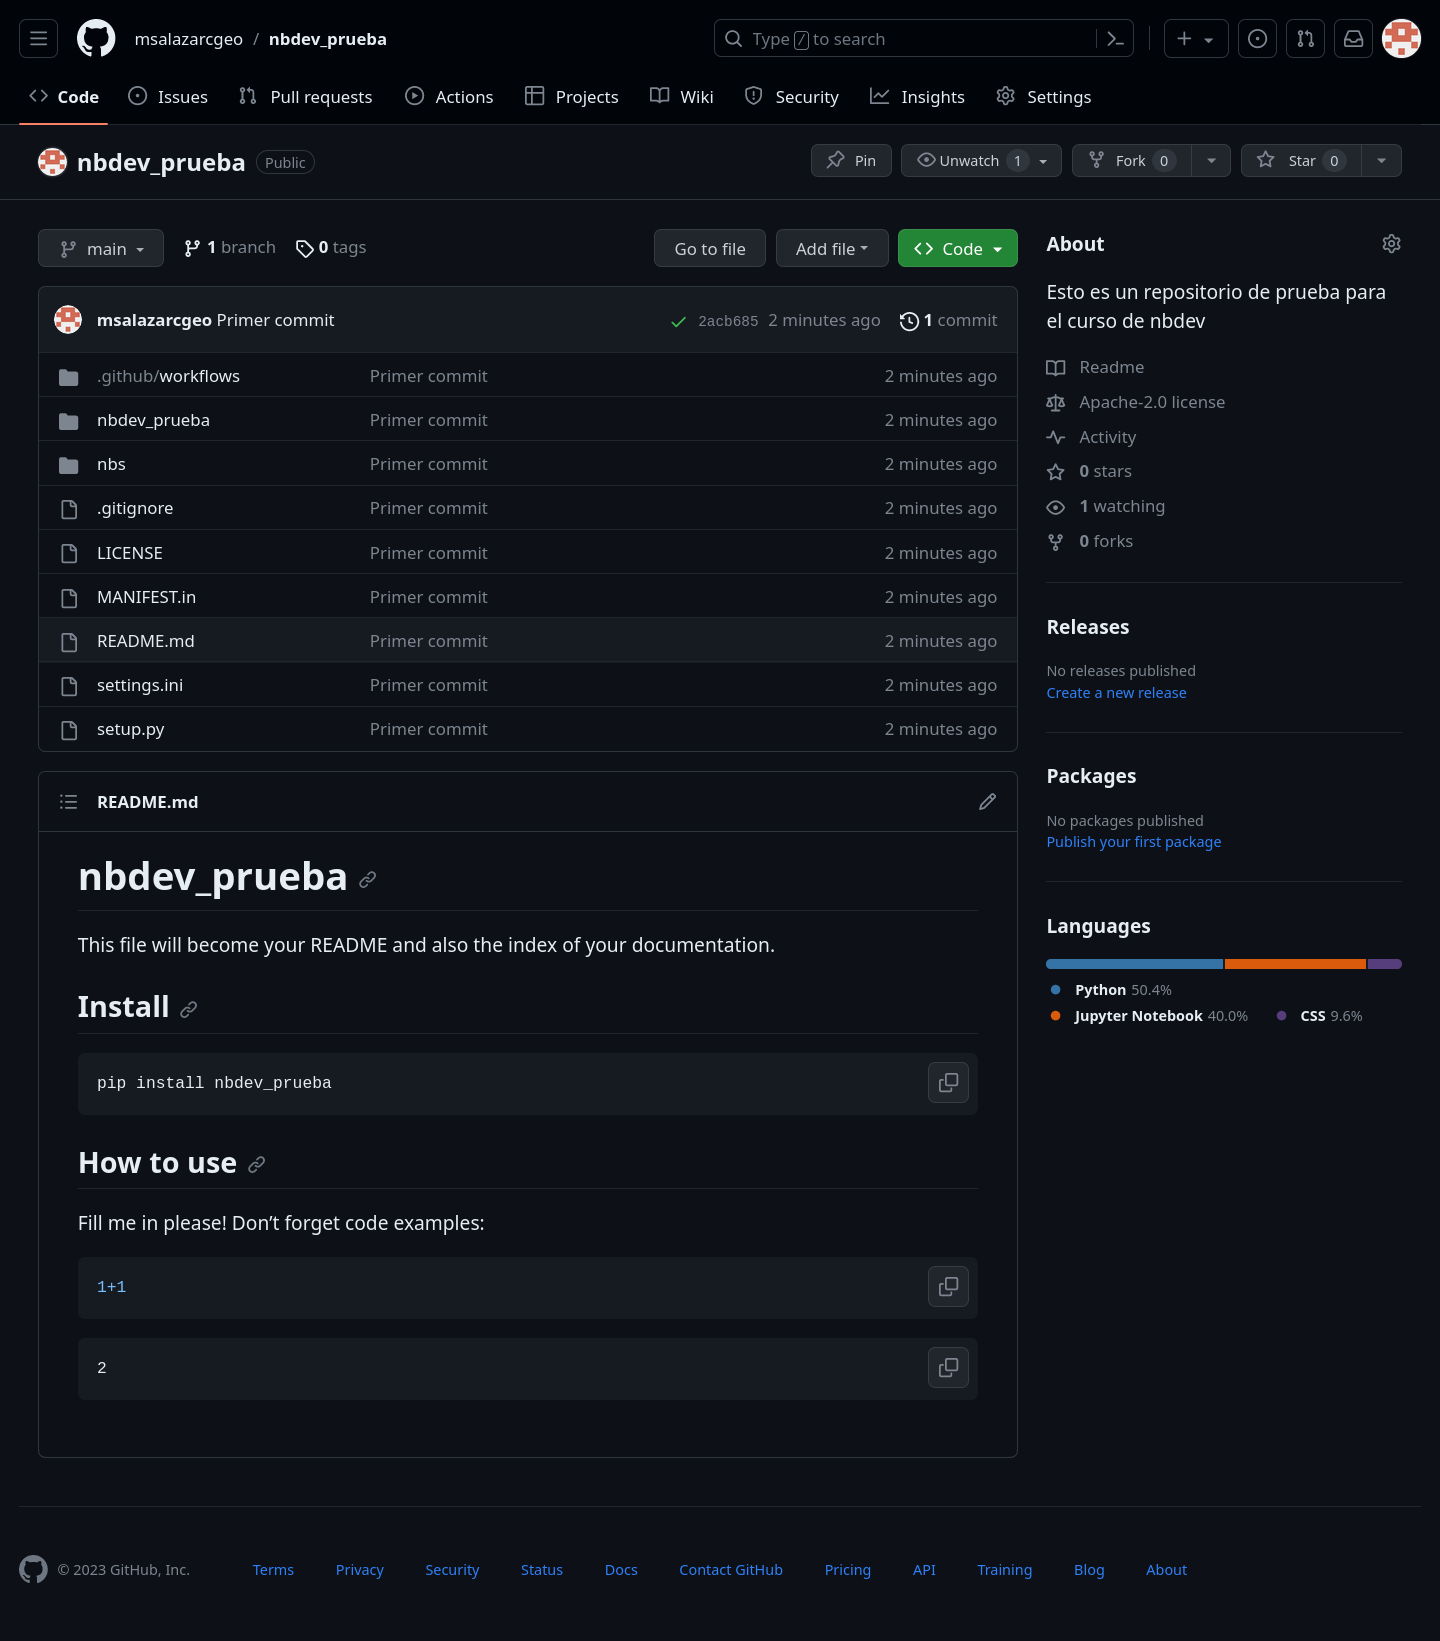 msalazarcgeo / nbdev_prueba
Type / to search
Code Issues Pull requests Actions Projects Wiki Security Insights Settings
nbdev_prueba Public
Pin Unwatch 1 Fork 0 Star 0
main 1 branch 0 tags Go to file Add file Code
msalazarcgeo Primer commit 2acb685 2 minutes ago 1 commit
.github/workflows Primer commit 2 minutes ago
nbdev_prueba Primer commit 2 minutes ago
nbs Primer commit 2 minutes ago
.gitignore Primer commit 2 minutes ago
LICENSE Primer commit 2 minutes ago
MANIFEST.in Primer commit 2 minutes ago
README.md Primer commit 2 minutes ago
settings.ini Primer commit 2 minutes ago
setup.py Primer commit 2 minutes ago
README.md
nbdev_prueba
This file will become your README and also the index of your documentation.
Install
pip install nbdev_prueba
How to use
Fill me in please! Don’t forget code examples:
1+1
2
About
Esto es un repositorio de prueba para
el curso de nbdev
Readme
Apache-2.0 license
Activity
0 stars
1 watching
0 forks
Releases
No releases published
Create a new release
Packages
No packages published
Publish your first package
Languages
Python 50.4%
Jupyter Notebook 40.0% CSS 9.6%
© 2023 GitHub, Inc. Terms Privacy Security Status Docs Contact GitHub Pricing API Training Blog About